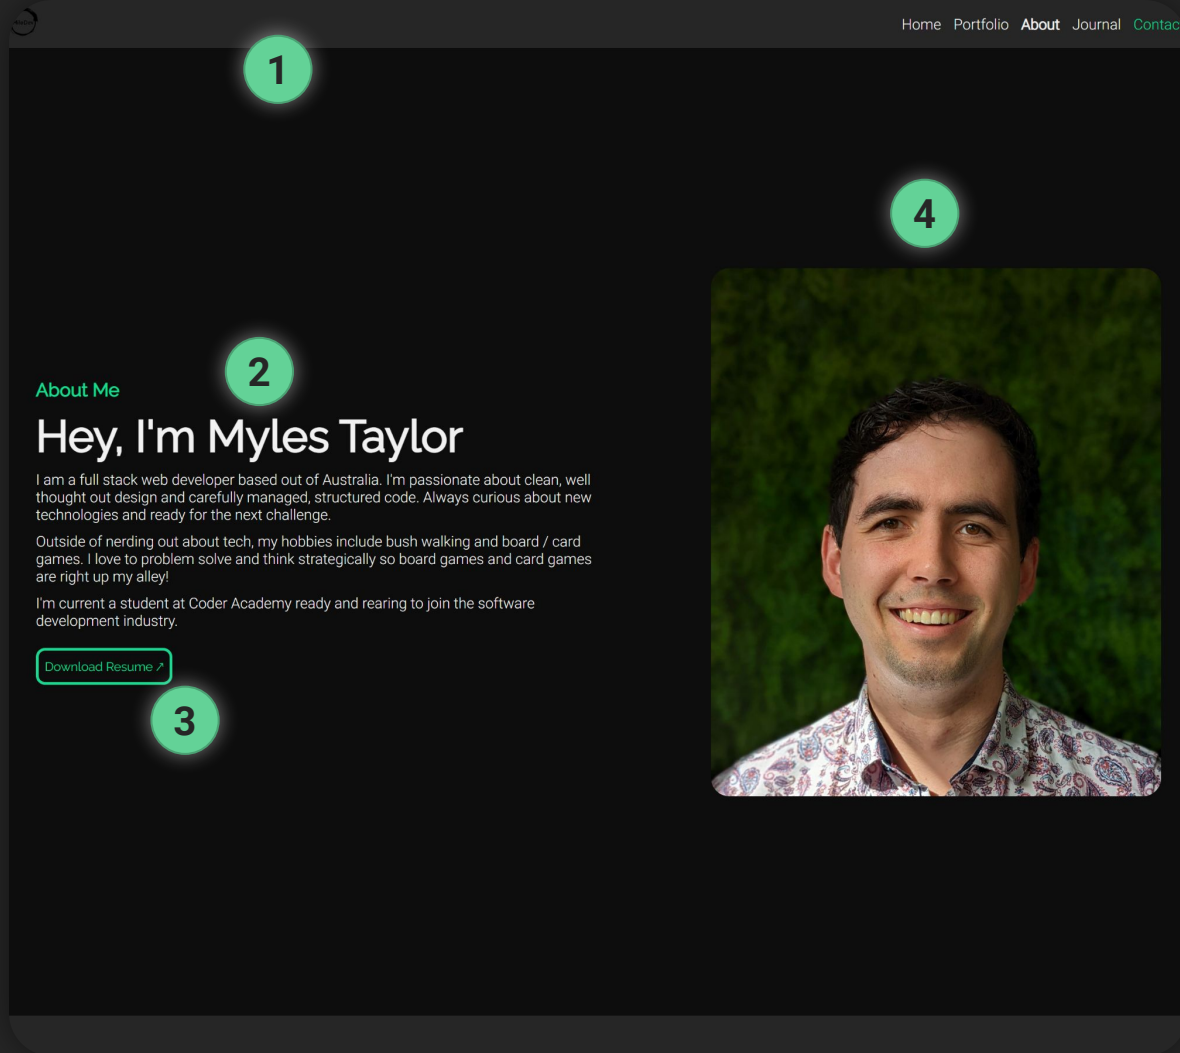 Home Portfolio About Journal Contac
1
4
2
About Me
Hey, I'm Myles Taylor
I am a full stack web developer based out of Australia. I'm passionate about clean, well
thought out design and carefully managed, structured code. Always curious about new
technologies and ready for the next challenge.
Outside of nerding out about tech, my hobbies include bush walking and board / card
games. I love to problem solve and think strategically so board games and card games
are right up my alley!
I'm current a student at Coder Academy ready and rearing to join the software
development industry.
Download Resume ↗
3